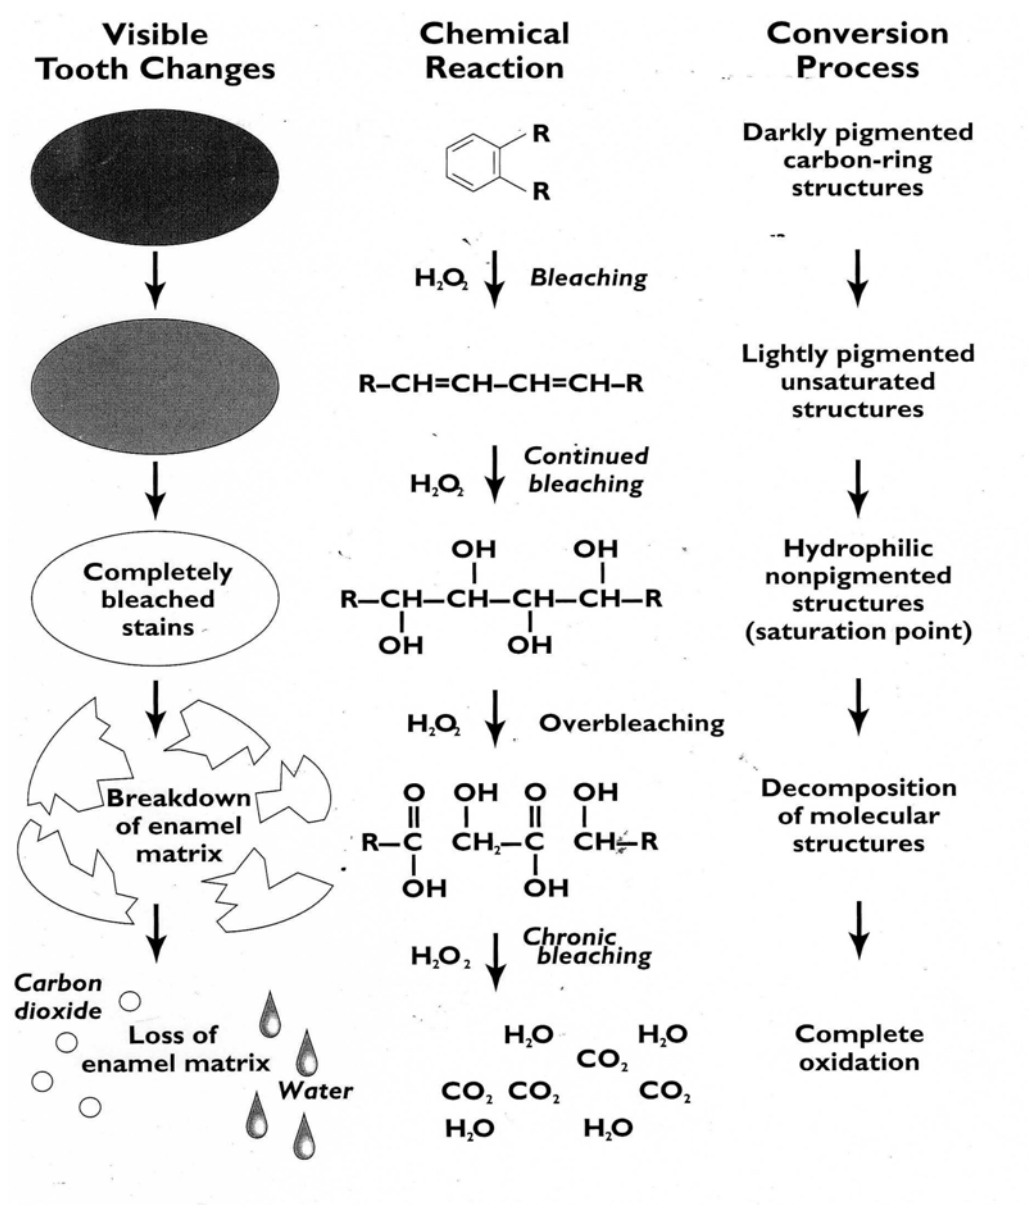 Visible
Tooth Changes
Chemical
Reaction
Conversion
Process
R
R
Darkly pigmented
carbon-ring
structures
H₂O₂
Bleaching
R–CH=CH–CH=CH–R
Lightly pigmented
unsaturated
structures
H₂O₂
Continued
bleaching
Completely
bleached
stains
OH OH
R–CH–CH–CH–CH–R
OH OH
Hydrophilic
nonpigmented
structures
(saturation point)
H₂O₂
Overbleaching
Breakdown
of enamel
matrix
O OH O OH
R–C CH₂–C CH–R
OH OH
Decomposition
of molecular
structures
H₂O₂
Chronic
bleaching
Carbon
dioxide
Loss of
enamel matrix
Water
H₂O H₂O
CO₂
CO₂ CO₂ CO₂
H₂O H₂O
Complete
oxidation